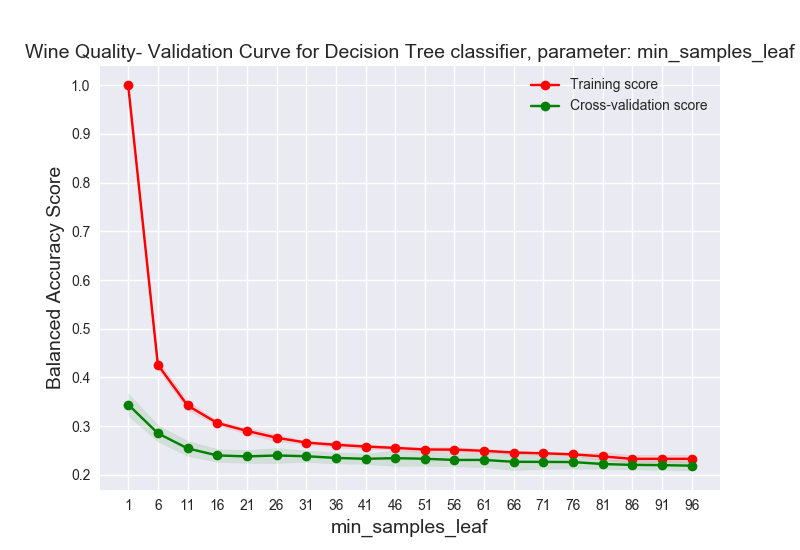 Wine Quality- Validation Curve for Decision Tree classifier, parameter: min_samples_leaf
Training score
Cross-validation score
Balanced Accuracy Score
1.0
0.9
0.8
0.7
0.6
0.5
0.4
0.3
0.2
1 6 11 16 21 26 31 36 41 46 51 56 61 66 71 76 81 86 91 96
min_samples_leaf